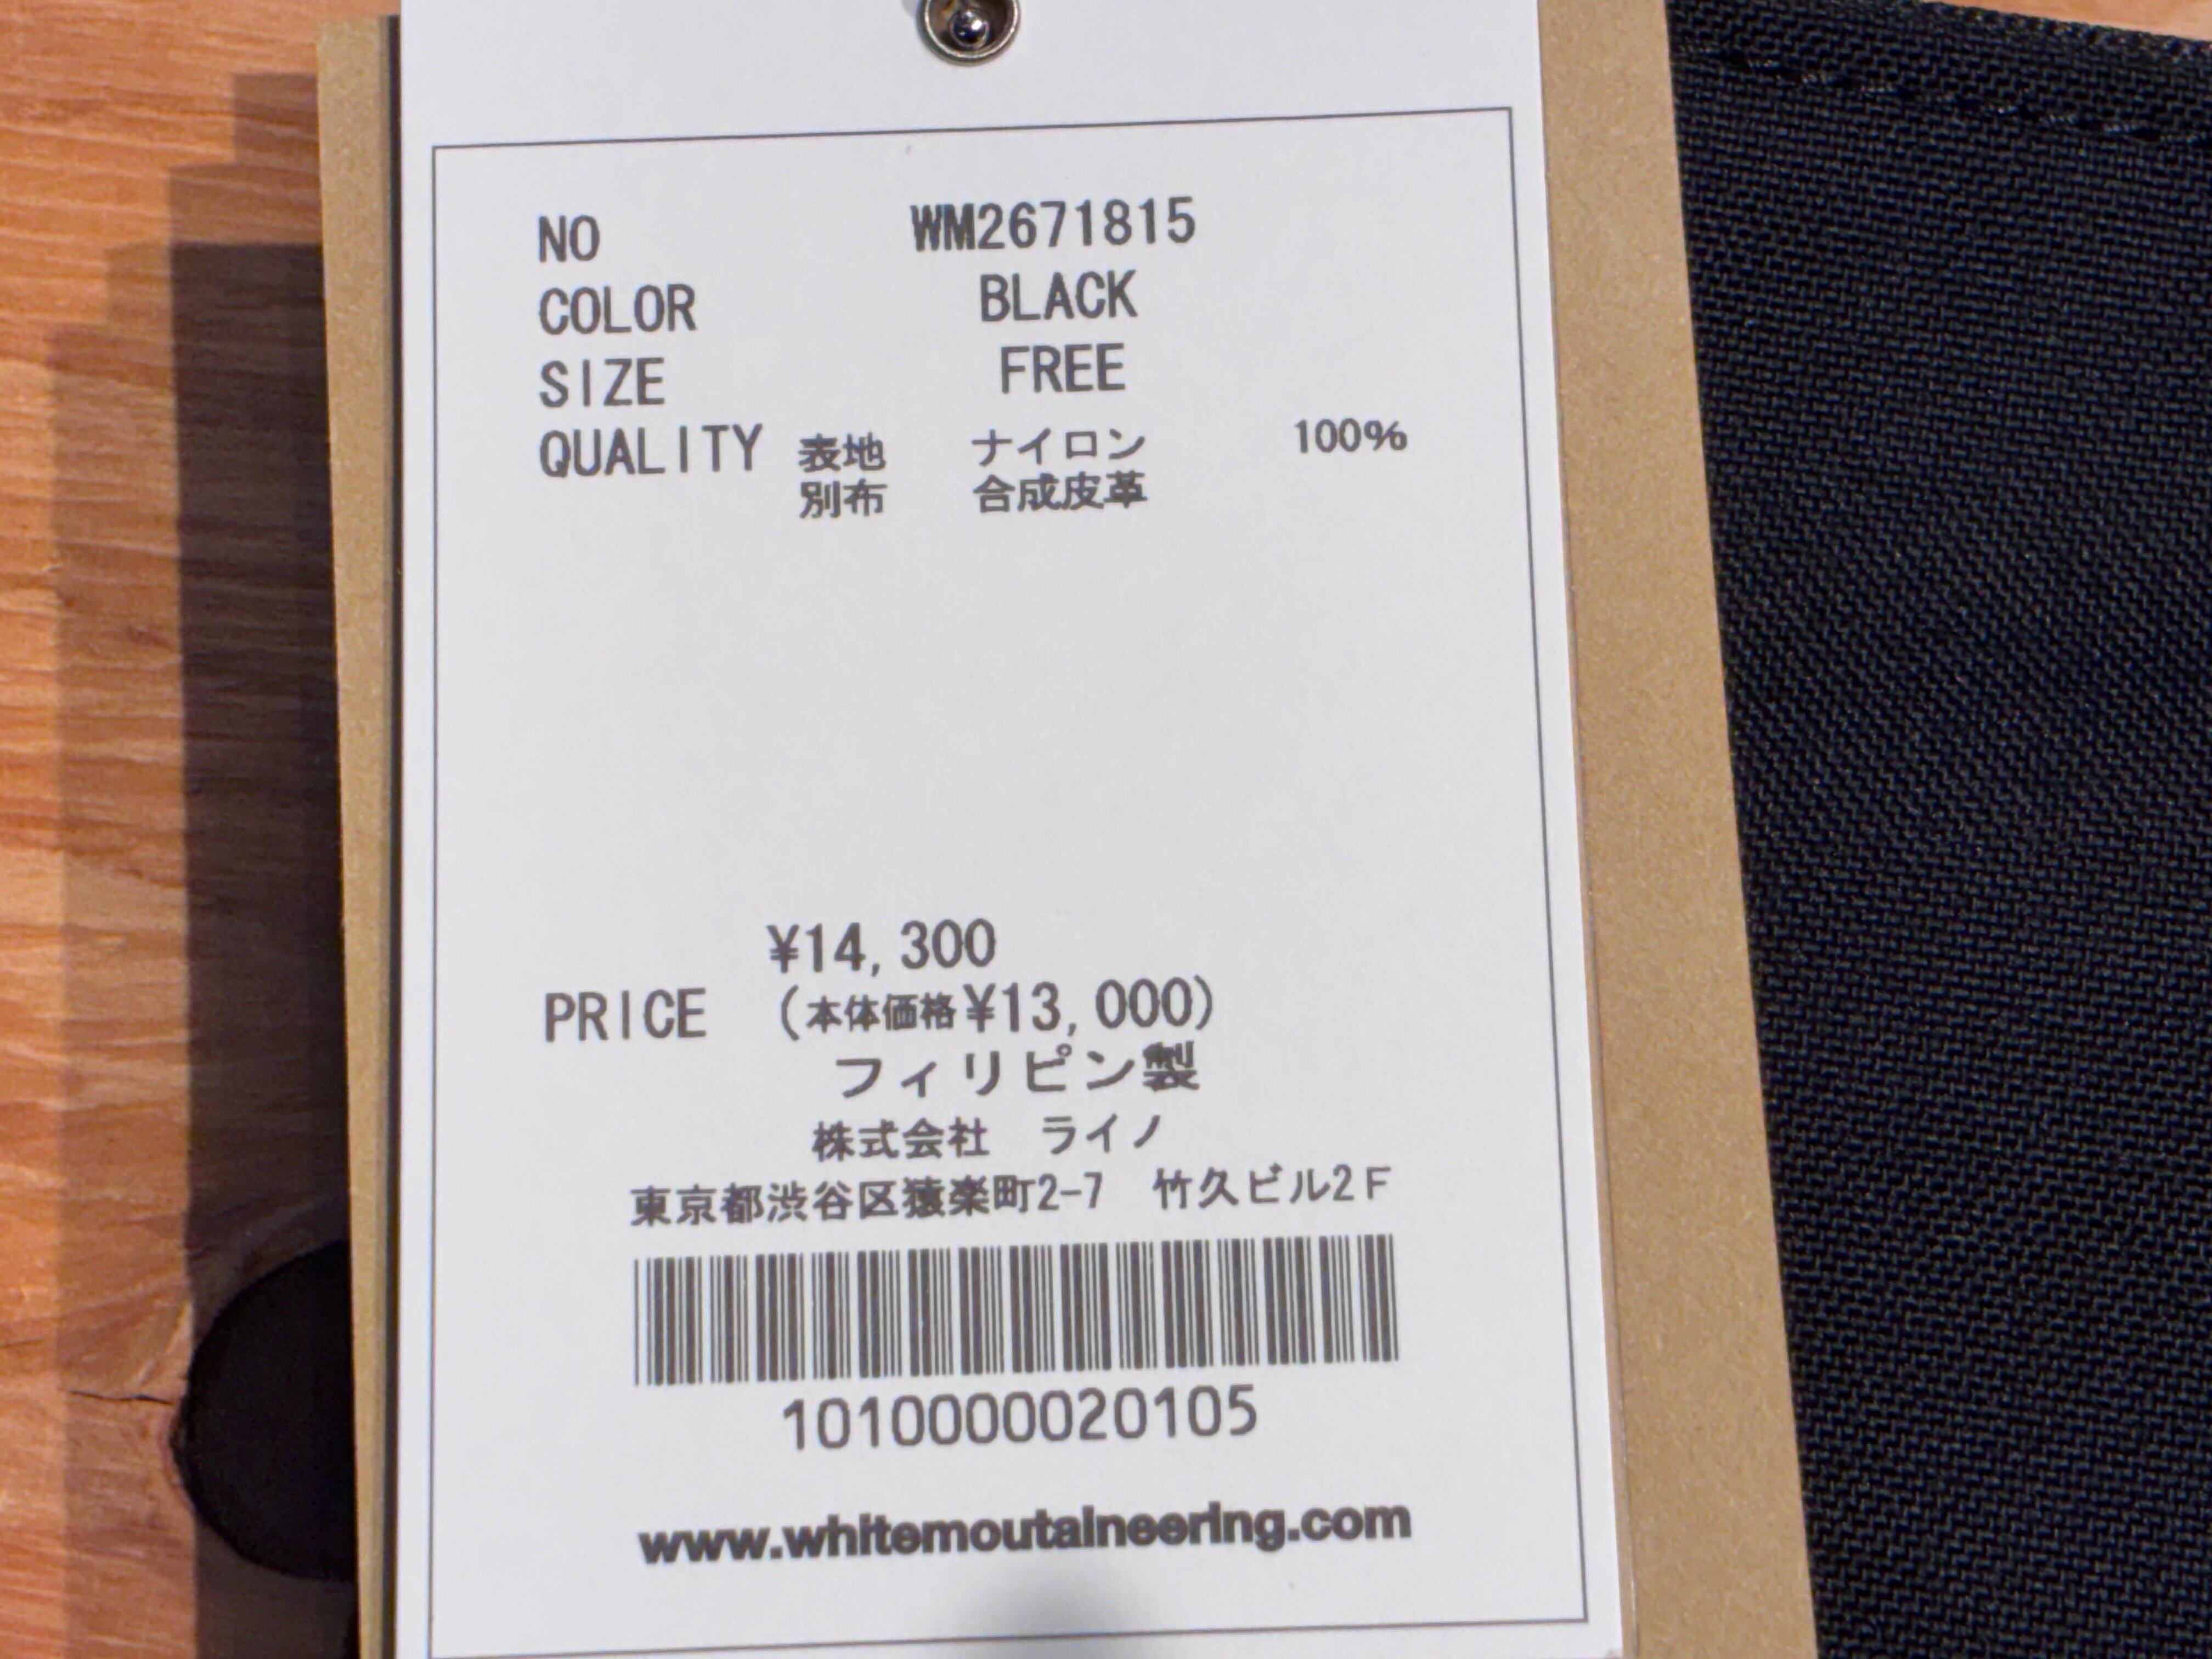 NO WM2671815
COLOR BLACK
SIZE FREE
QUALITY 表地 ナイロン 100%
別布 合成皮革
¥14,300
PRICE (本体価格¥13,000)
フィリピン製
株式会社 ライノ
東京都渋谷区猿楽町2-7 竹久ビル2F
1010000020105
www.whitemoutaineering.com